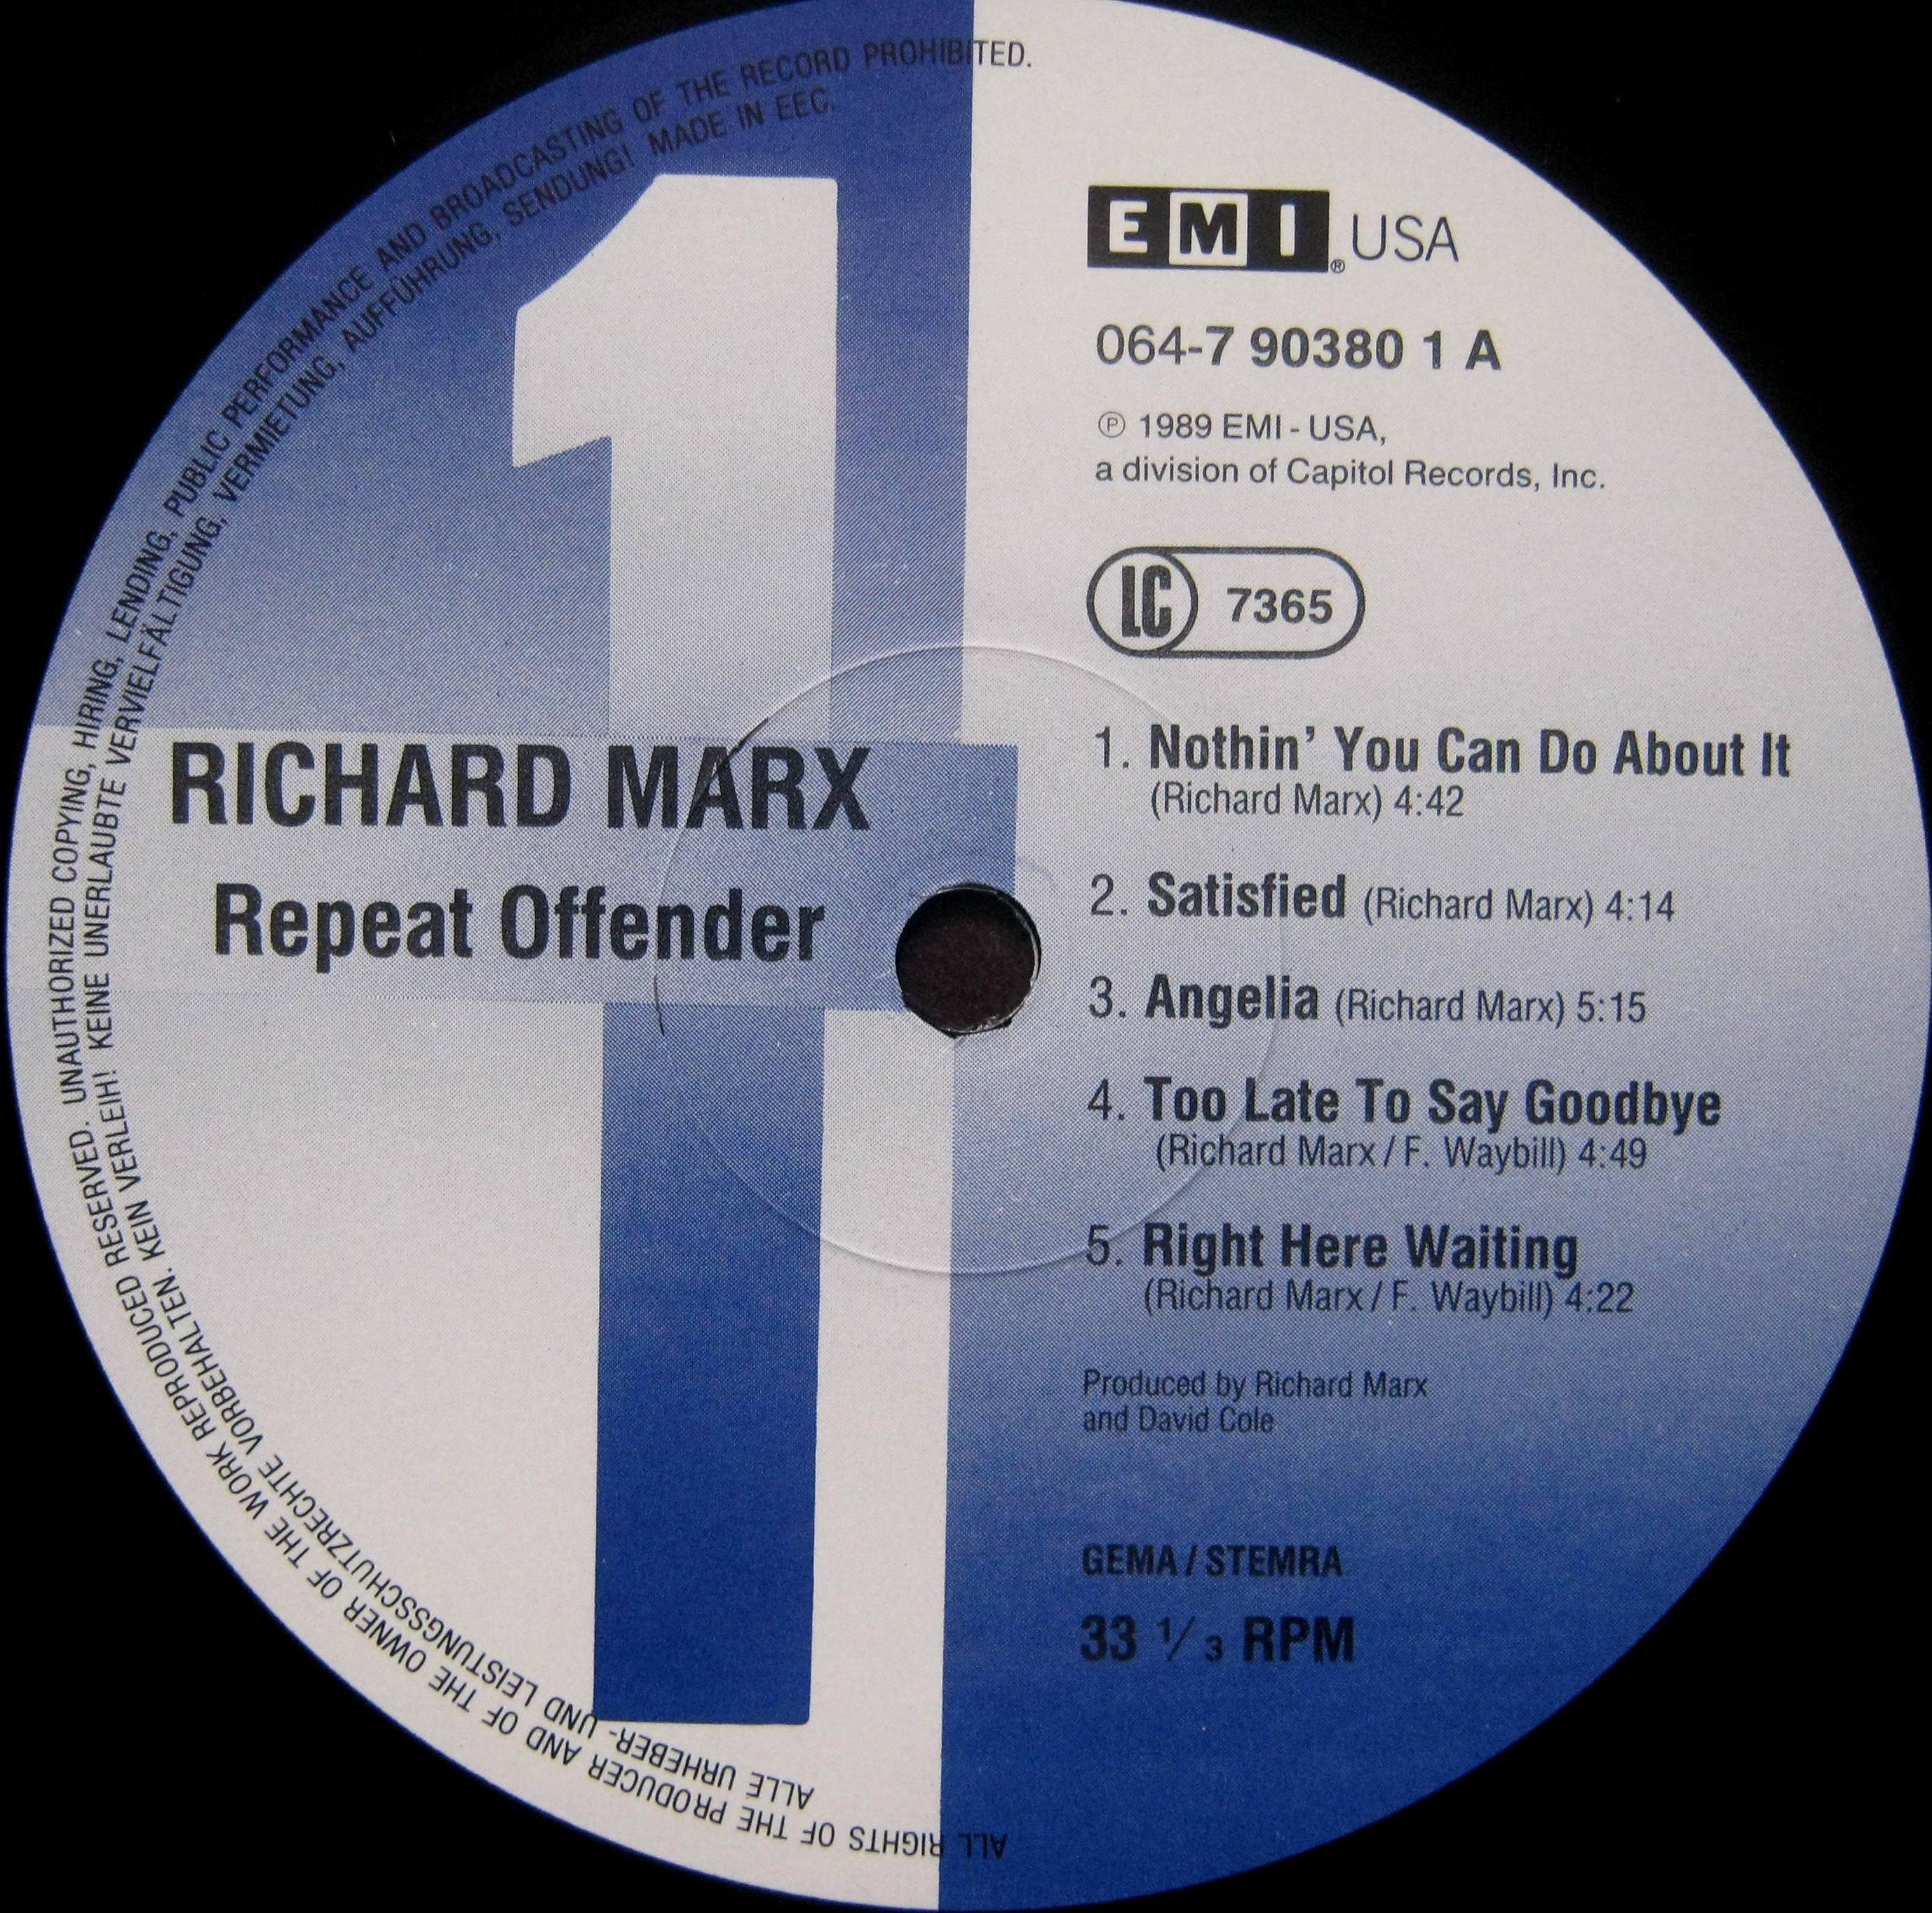 ALL RIGHTS OF THE PRODUCER AND OF THE OWNER OF THE WORK REPRODUCED RESERVED. UNAUTHORIZED COPYING, HIRING, LENDING, PUBLIC PERFORMANCE AND BROADCASTING OF THE RECORD PROHIBITED.
ALLE URHEBER- UND LEISTUNGSSCHUTZRECHTE VORBEHALTEN. KEIN VERLEIH! KEINE UNERLAUBTE VERVIELFÄLTIGUNG, VERMIETUNG, AUFFÜHRUNG, SENDUNG! MADE IN EEC.
1
RICHARD MARX
Repeat Offender
EMI® USA
064-7 90380 1 A
℗ 1989 EMI - USA,
a division of Capitol Records, Inc.
LC 7365
1. Nothin' You Can Do About It
(Richard Marx) 4:42
2. Satisfied (Richard Marx) 4:14
3. Angelia (Richard Marx) 5:15
4. Too Late To Say Goodbye
(Richard Marx / F. Waybill) 4:49
5. Right Here Waiting
(Richard Marx / F. Waybill) 4:22
Produced by Richard Marx
and David Cole
GEMA / STEMRA
33 1/3 RPM